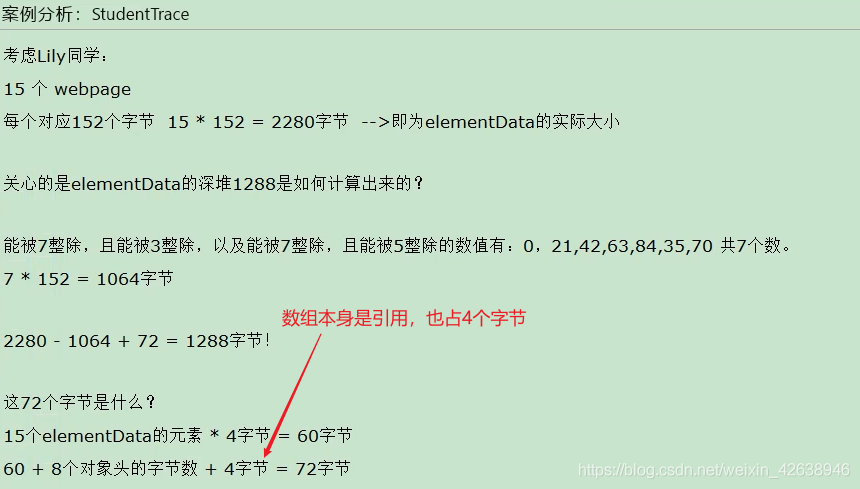 案例分析：StudentTrace
考虑Lily同学：
15 个 webpage
每个对应152个字节  15 * 152 = 2280字节  -->即为elementData的实际大小
关心的是elementData的深堆1288是如何计算出来的？
能被7整除，且能被3整除，以及能被7整除，且能被5整除的数值有：0，21,42,63,84,35,70 共7个数。
7 * 152 = 1064字节
数组本身是引用，也占4个字节
2280 - 1064 + 72 = 1288字节！
这72个字节是什么？
15个elementData的元素 * 4字节 = 60字节
60 + 8个对象头的字节数 + 4字节 = 72字节
https://blog.csdn.net/weixin_42638946